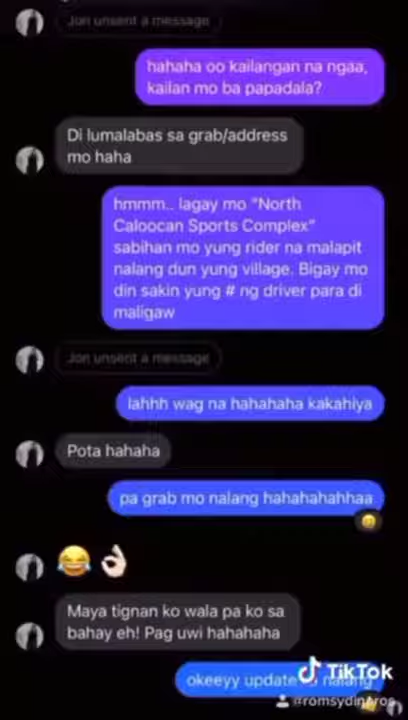 Jon unsent a message
hahaha oo kailangan na ngaa,
kailan mo ba papadala?
Di lumalabas sa grab/address
mo haha
hmmm.. lagay mo "North
Caloocan Sports Complex"
sabihan mo yung rider na malapit
nalang dun yung village. Bigay mo
din sakin yung # ng driver para di
maligaw
Jon unsent a message
lahhh wag na hahahaha kakahiya
Pota hahaha
pa grab mo nalang hahahahahhaa
😂👌🏻
Maya tignan ko wala pa ko sa
bahay eh! Pag uwi hahahaha
okeeyy update nalang
TikTok